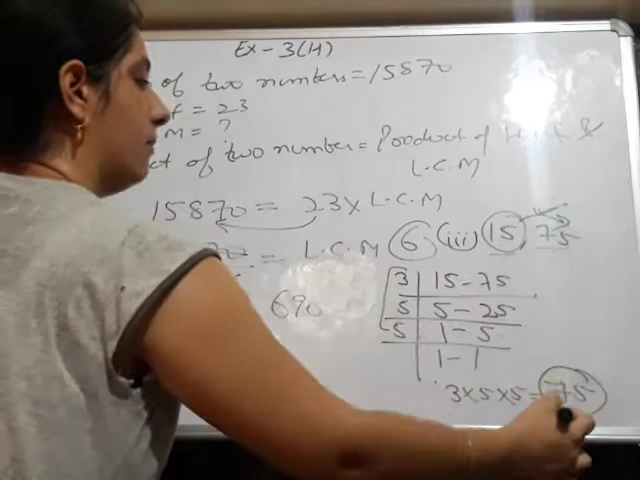 Ex - 3(H)
of two numbers = 15870
f = 23
m = ?
ct of two number = Product of H.C.F &
L.C.M
15870 = 23 x L.C.M
70 = L.C.M
690
6 (iii) 15, 75
3 | 15 - 75
5 | 5 - 25
5 | 1 - 5
1 - 1
3 x 5 x 5 = 75